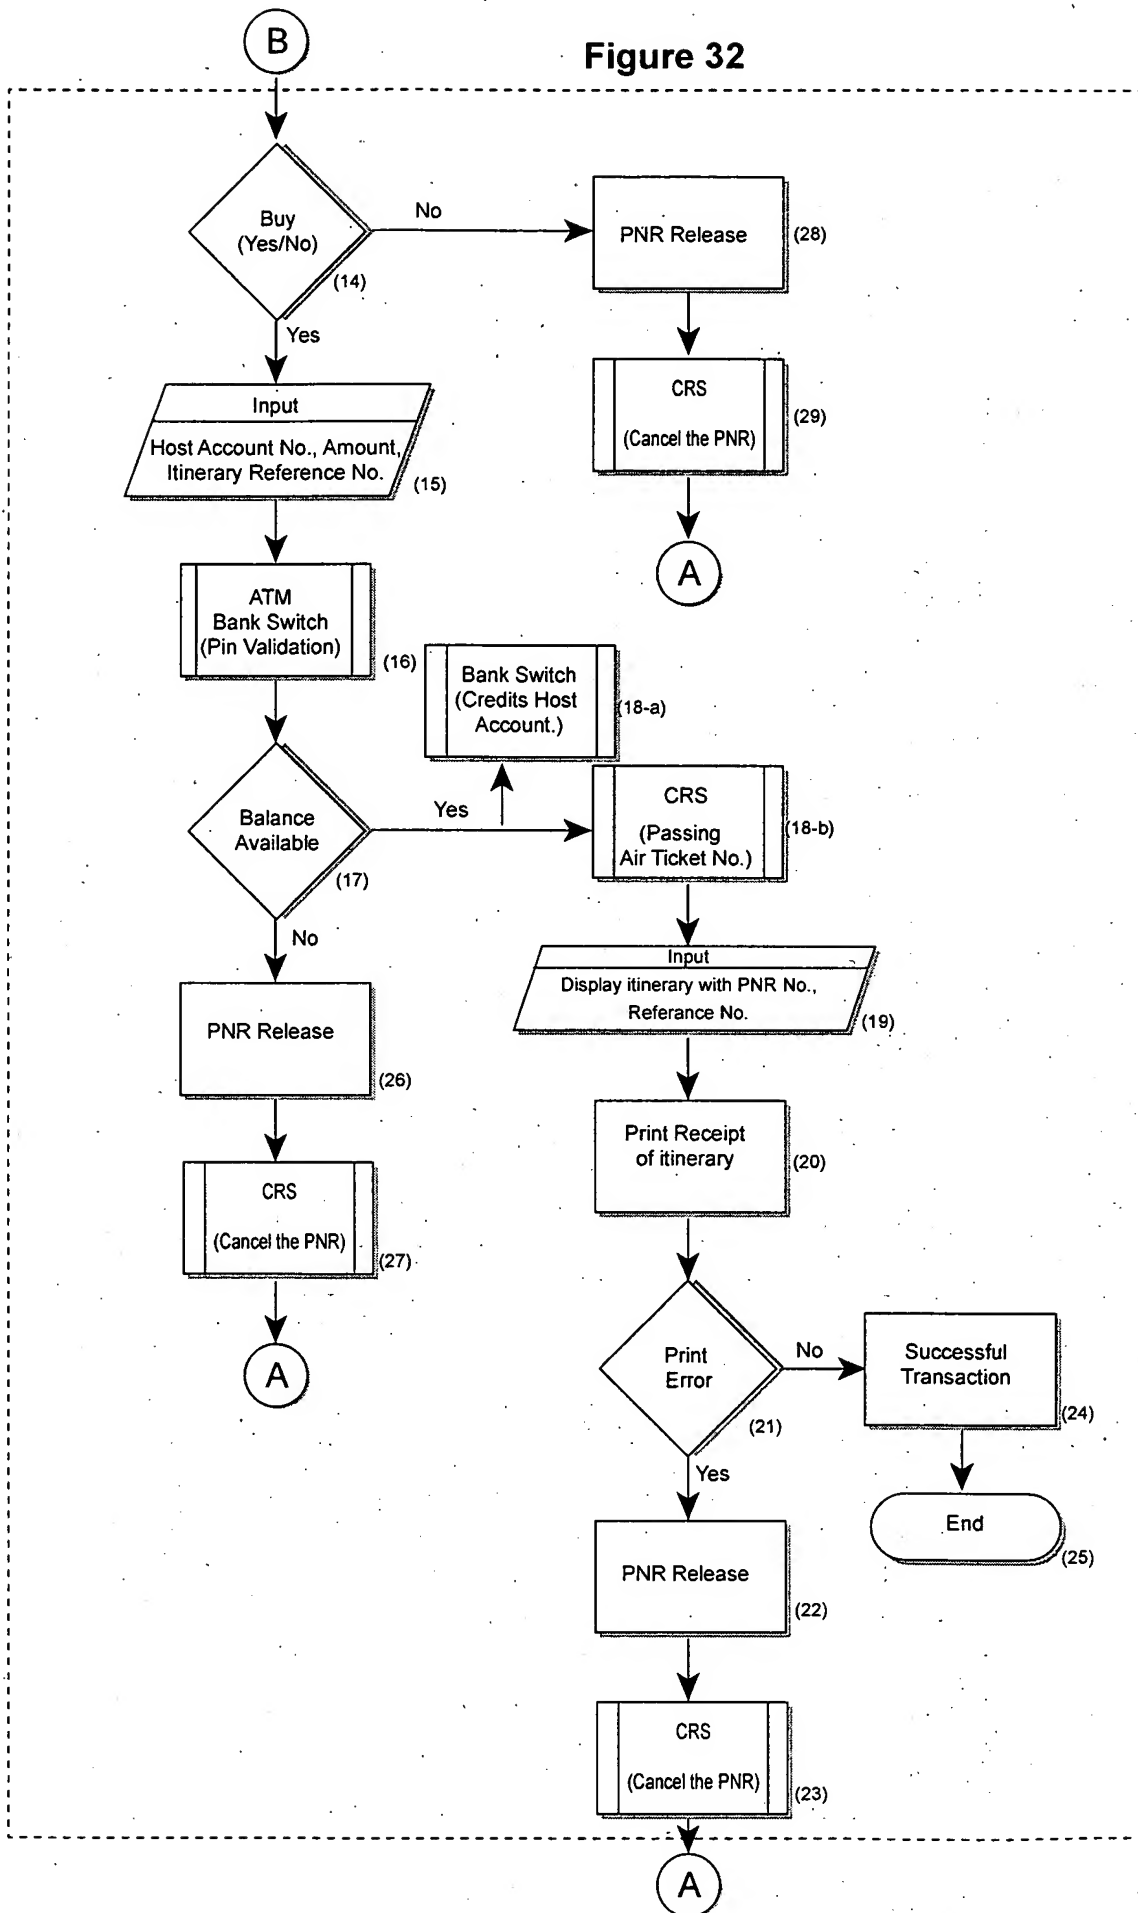 B
Figure 32
Buy
(Yes/No)
(14)
No
PNR Release
(28)
Yes
CRS
(Cancel the PNR)
(29)
A
Input
Host Account No., Amount,
Itinerary Reference No.
(15)
ATM
Bank Switch
(Pin Validation)
(16)
Bank Switch
(Credits Host
Account.)
(18-a)
Balance
Available
(17)
Yes
CRS
(Passing
Air Ticket No.)
(18-b)
No
Input
Display itinerary with PNR No.,
Referance No.
(19)
PNR Release
(26)
Print Receipt
of itinerary
(20)
CRS
(Cancel the PNR)
(27)
A
Print
Error
(21)
No
Successful
Transaction
(24)
Yes
End
(25)
PNR Release
(22)
CRS
(Cancel the PNR)
(23)
A